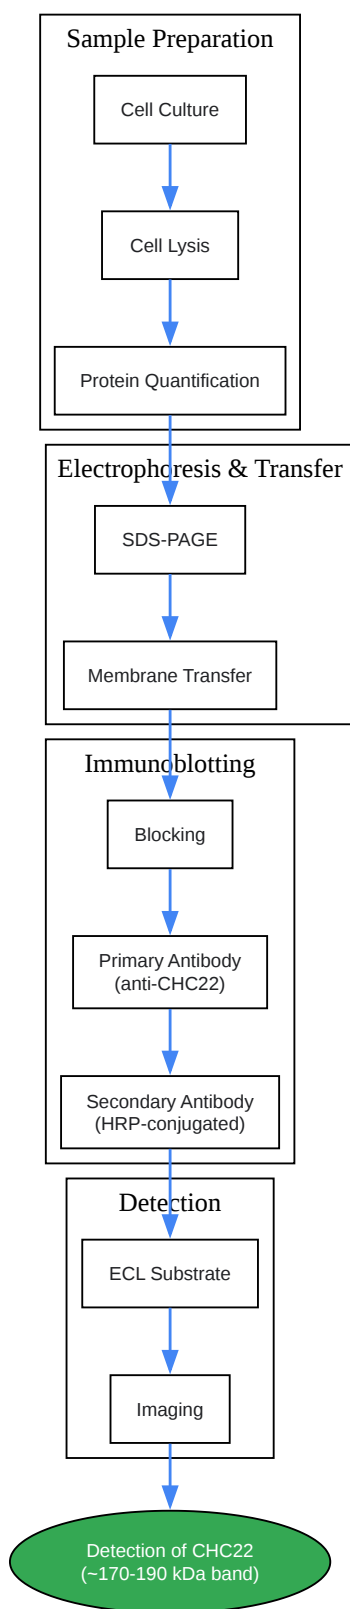 Sample Preparation
Cell Culture
Cell Lysis
Protein Quantification
Electrophoresis & Transfer
SDS-PAGE
Membrane Transfer
Immunoblotting
Blocking
Primary Antibody
(anti-CHC22)
Secondary Antibody
(HRP-conjugated)
Detection
ECL Substrate
Imaging
Detection of CHC22
(~170-190 kDa band)